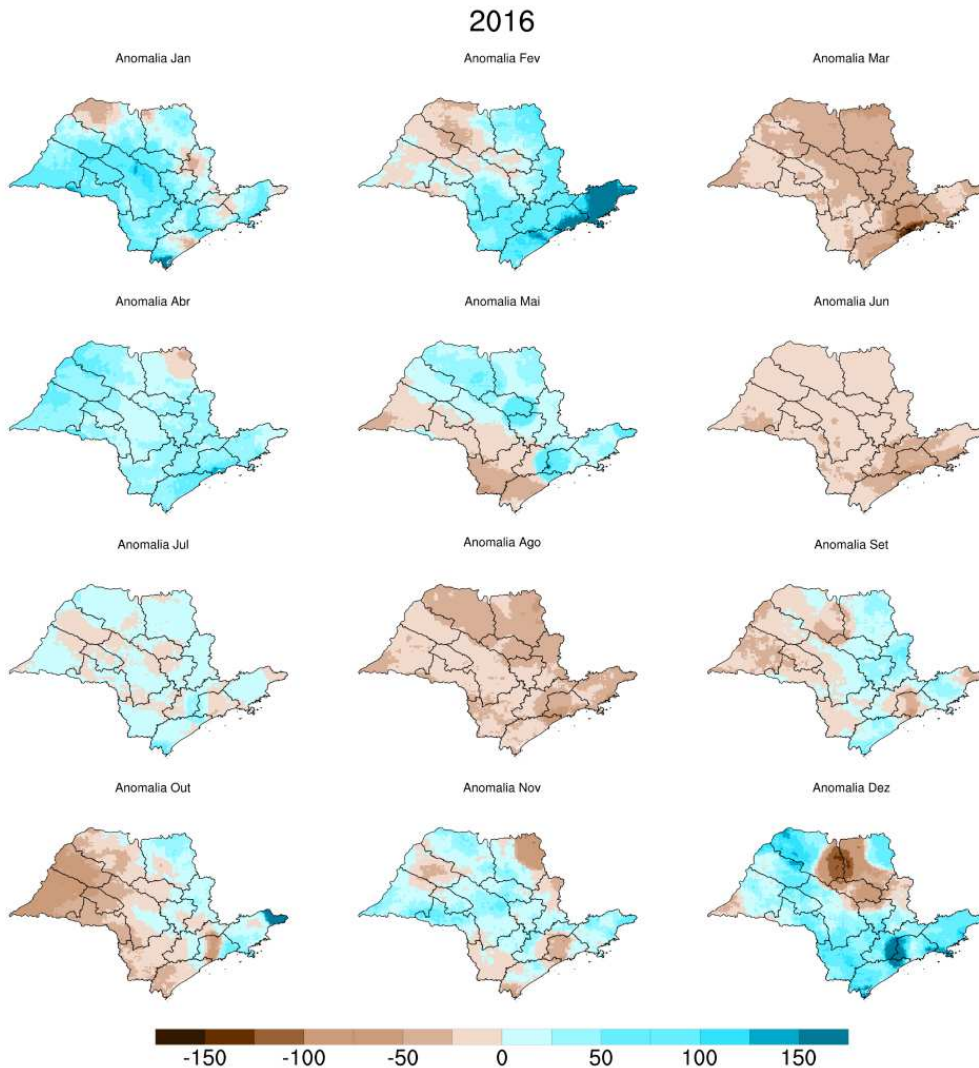 2016
Anomalia Jan
Anomalia Fev
Anomalia Mar
Anomalia Abr
Anomalia Mai
Anomalia Jun
Anomalia Jul
Anomalia Ago
Anomalia Set
Anomalia Out
Anomalia Nov
Anomalia Dez
-150 -100 -50 0 50 100 150